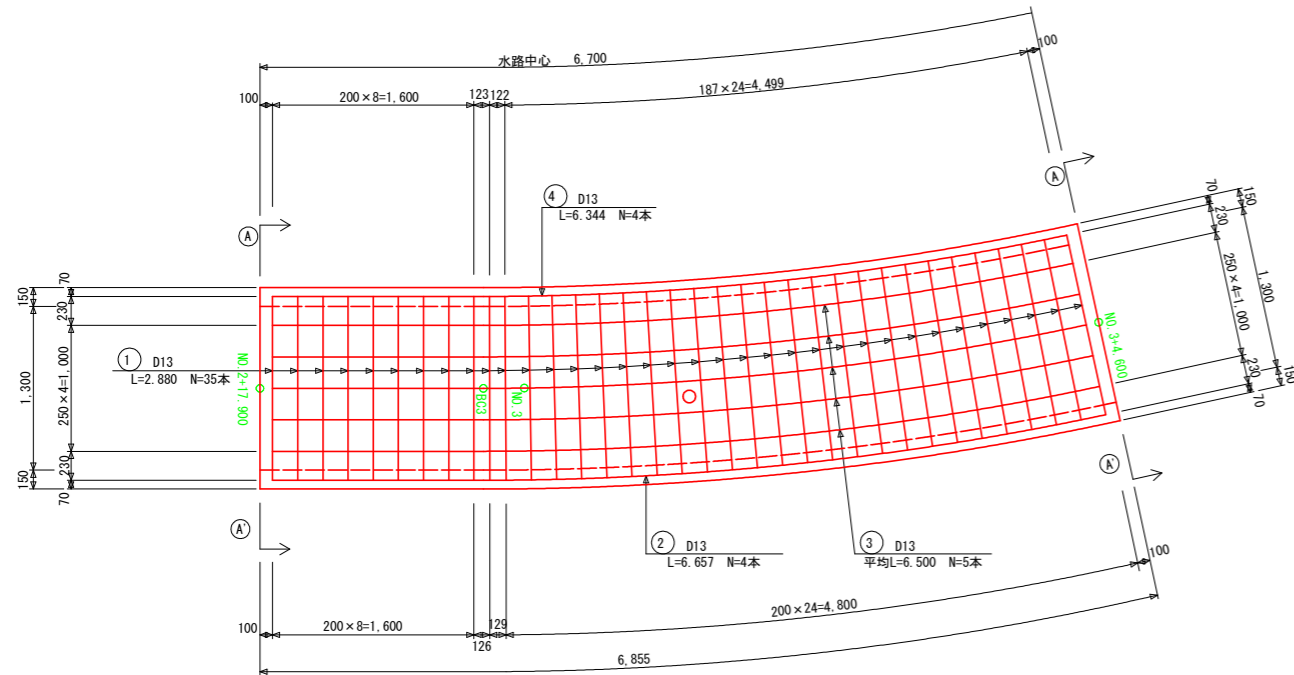 水路中心 6,700
100
187×24=4,499
100
200×8=1,600
123
122
④ D13
L=6.344 N=4本
A
A
70
150
230
250×4=1,000
1,300
230
150
70
70
150
230
1,300
250×4=1,000
230
150
70
① D13
L=2.880 N=35本
NO.2+17.900
BC3
NO.3
NO.3+4.600
A'
A'
② D13
L=6.657 N=4本
③ D13
平均L=6.500 N=5本
100
200×8=1,600
126
129
200×24=4,800
100
6,855